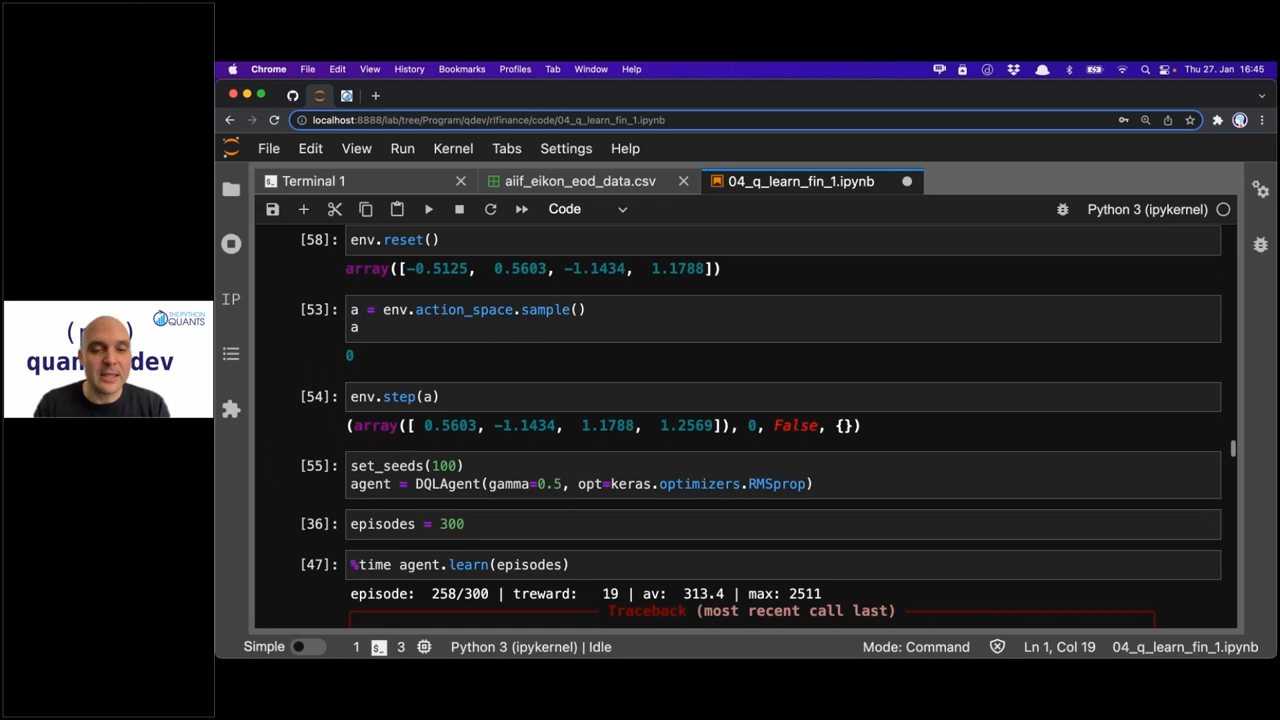 Chrome File Edit View History Bookmarks Profiles Tab Window Help Thu 27. Jan 16:45
localhost:8888/lab/tree/Program/qdev/rlfinance/code/04_q_learn_fin_1.ipynb
File Edit View Run Kernel Tabs Settings Help
Terminal 1 aiif_eikon_eod_data.csv 04_q_learn_fin_1.ipynb
Code Python 3 (ipykernel)
[58]: env.reset()
array([-0.5125, 0.5603, -1.1434, 1.1788])
[53]: a = env.action_space.sample()
a
0
[54]: env.step(a)
(array([ 0.5603, -1.1434, 1.1788, 1.2569]), 0, False, {})
[55]: set_seeds(100)
agent = DQLAgent(gamma=0.5, opt=keras.optimizers.RMSprop)
[36]: episodes = 300
[47]: %time agent.learn(episodes)
episode: 258/300 | treward: 19 | av: 313.4 | max: 2511
Traceback (most recent call last)
Simple 1 $_ 3 Python 3 (ipykernel) | Idle Mode: Command Ln 1, Col 19 04_q_learn_fin_1.ipynb
IP
THE PYTHON
QUANTS